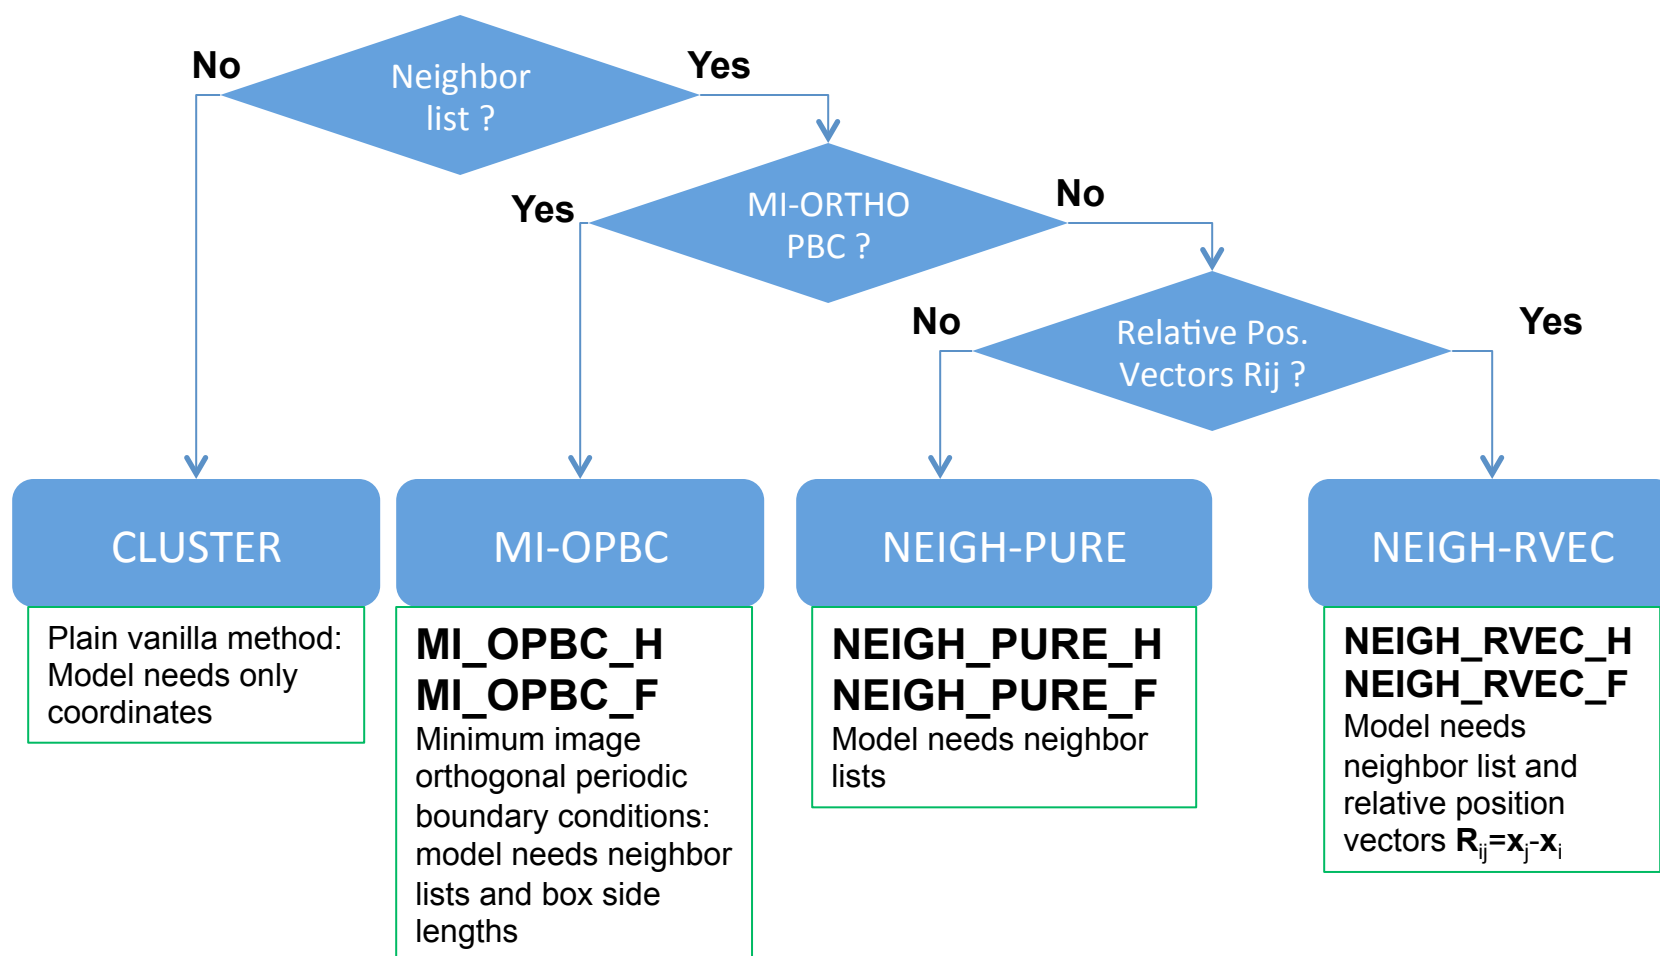 No
Neighbor
list ?
Yes
Yes
MI-ORTHO
PBC ?
No
No
Relative Pos.
Vectors Rij ?
Yes
CLUSTER
Plain vanilla method:
Model needs only
coordinates
MI-OPBC
MI_OPBC_H
MI_OPBC_F
Minimum image
orthogonal periodic
boundary conditions:
model needs neighbor
lists and box side
lengths
NEIGH-PURE
NEIGH_PURE_H
NEIGH_PURE_F
Model needs neighbor
lists
NEIGH-RVEC
NEIGH_RVEC_H
NEIGH_RVEC_F
Model needs
neighbor list and
relative position
vectors Rij=xj-xi